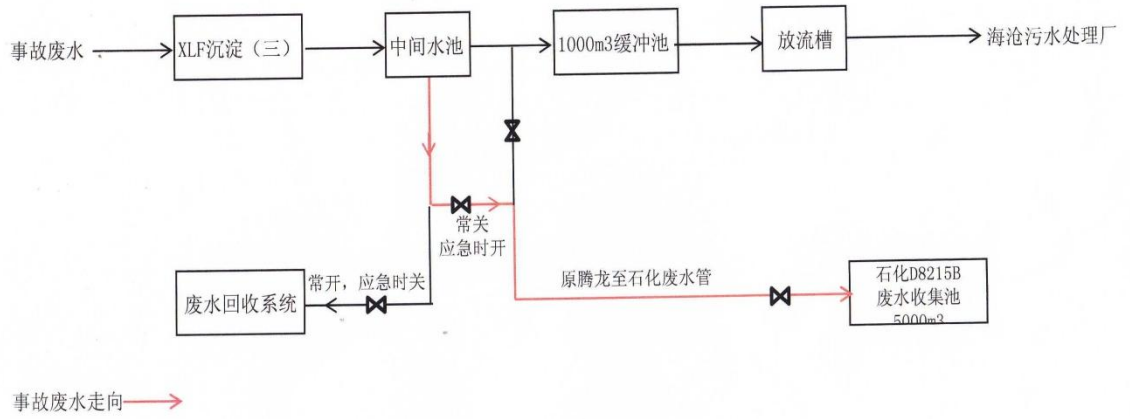 事故废水
XLF沉淀（三）
中间水池
1000m3缓冲池
放流槽
海沧污水处理厂
常关
应急时开
废水回收系统
常开，应急时关
原腾龙至石化废水管
石化D8215B
废水收集池
5000m3
事故废水走向